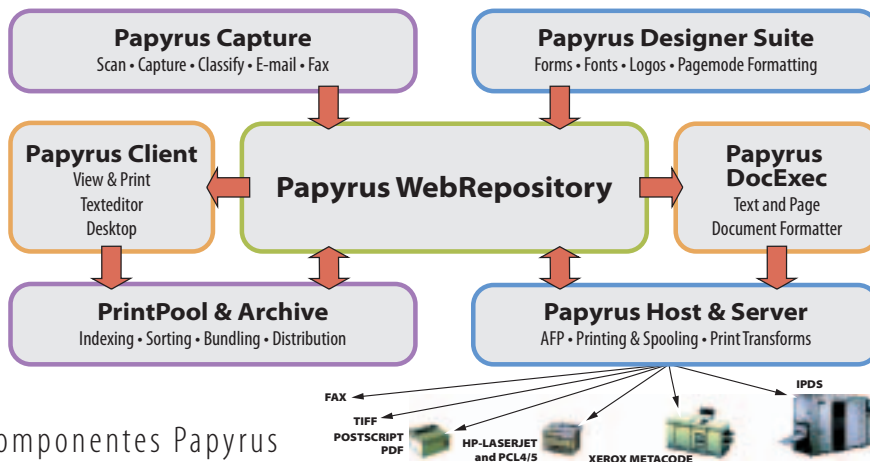 Papyrus Capture
Scan • Capture • Classify • E-mail • Fax
Papyrus Designer Suite
Forms • Fonts • Logos • Pagemode Formatting
Papyrus Client
View & Print
Texteditor
Desktop
Papyrus WebRepository
Papyrus
DocExec
Text and Page
Document Formatter
PrintPool & Archive
Indexing • Sorting • Bundling • Distribution
Papyrus Host & Server
AFP • Printing & Spooling • Print Transforms
FAX
TIFF
POSTSCRIPT
PDF
HP-LASERJET
and PCL4/5
XEROX METACODE
IPDS
omponentes Papyrus